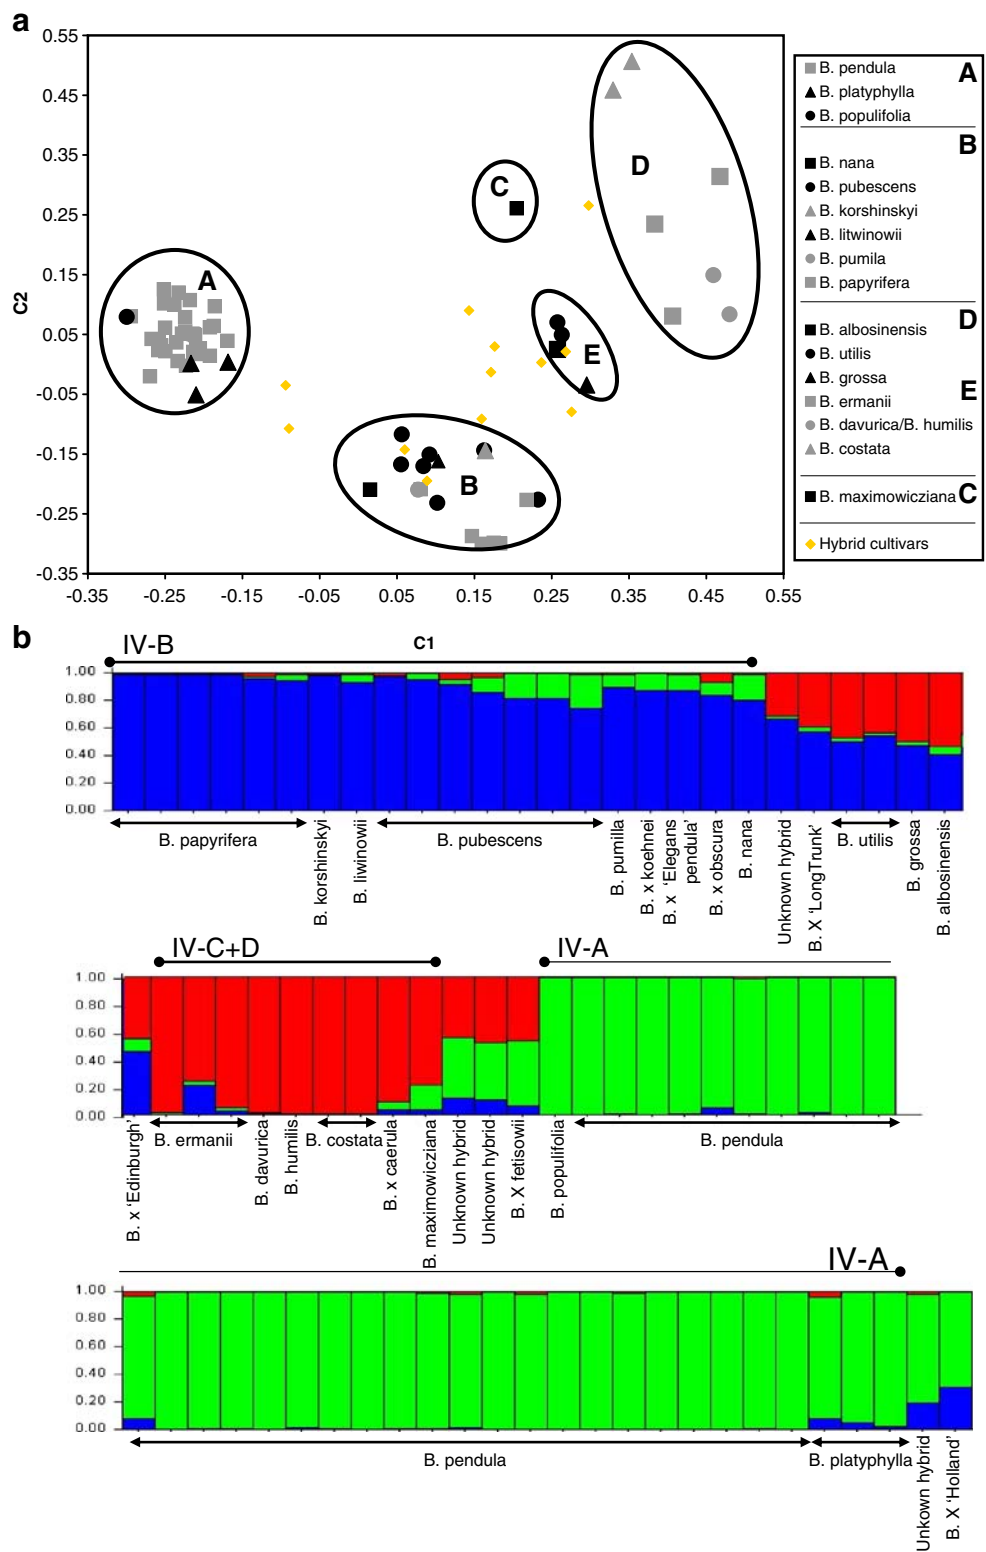 a
0.55
0.45
0.35
0.25
0.15
0.05
-0.05
-0.15
-0.25
-0.35
C2
-0.35 -0.25 -0.15 -0.05 0.05 0.15 0.25 0.35 0.45 0.55
C1
A
B
C
D
E
B. pendula A
B. platyphylla
B. populifolia
B
B. nana
B. pubescens
B. korshinskyi
B. litwinowii
B. pumila
B. papyrifera
B. albosinensis D
B. utilis
B. grossa
B. ermanii E
B. davurica/B. humilis
B. costata
B. maximowicziana C
Hybrid cultivars
b
IV-B
1.00
0.80
0.60
0.40
0.20
0.00
B. papyrifera
B. korshinskyi
B. liwinowii
B. pubescens
B. pumilla
B. x koehnei
B. x ‘Elegans
pendula’
B. x obscura
B. nana
Unknown hybrid
B. X ‘LongTrunk’
B. utilis
B. grossa
B. albosinensis
IV-C+D
IV-A
1.00
0.80
0.60
0.40
0.20
0.00
B. x ‘Edinburgh’
B. ermanii
B. davurica
B. humilis
B. costata
B. x caerula
B. maximowicziana
Unknown hybrid
Unknown hybrid
B. X fetisowii
B. populifolia
B. pendula
IV-A
1.00
0.80
0.60
0.40
0.20
0.00
B. pendula
B. platyphylla
Unkown hybrid
B. X ‘Holland’